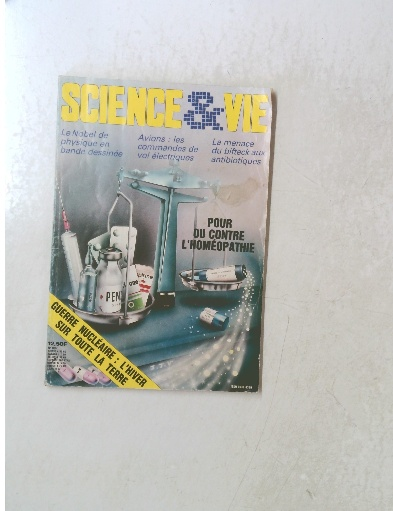 SCIENCE & VIE
Le Nobel de
physique en
bande dessinée
Avions : les
commandes de
vol électriques
La menace
du bifteck aux
antibiotiques
POUR
OU CONTRE
L'HOMÉOPATHIE
PEN
GUERRE NUCLÉAIRE : L'HIVER
SUR TOUTE LA TERRE
12,50F